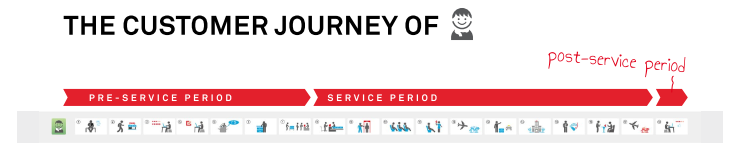 THE CUSTOMER JOURNEY OF
post-service period
PRE-SERVICE PERIOD
SERVICE PERIOD